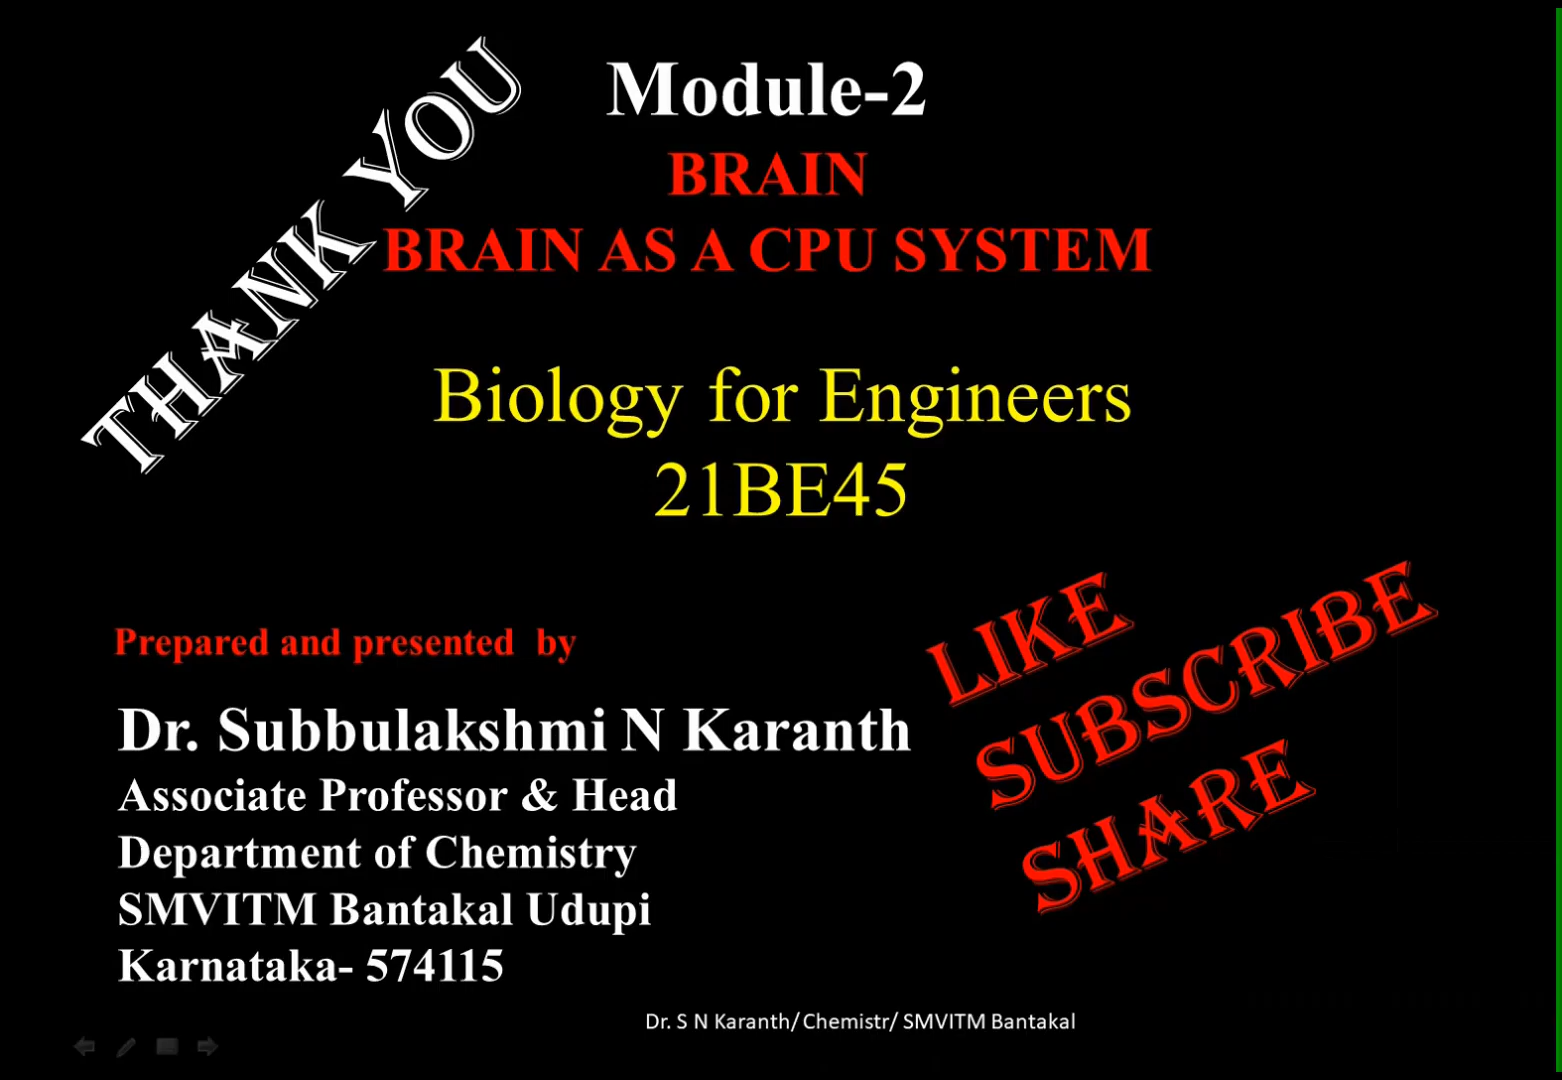 THANK YOU
Module-2
BRAIN
BRAIN AS A CPU SYSTEM
Biology for Engineers
21BE45
Prepared and presented by
Dr. Subbulakshmi N Karanth
Associate Professor & Head
Department of Chemistry
SMVITM Bantakal Udupi
Karnataka- 574115
LIKE
SUBSCRIBE
SHARE
Dr. S N Karanth/ Chemistr/ SMVITM Bantakal